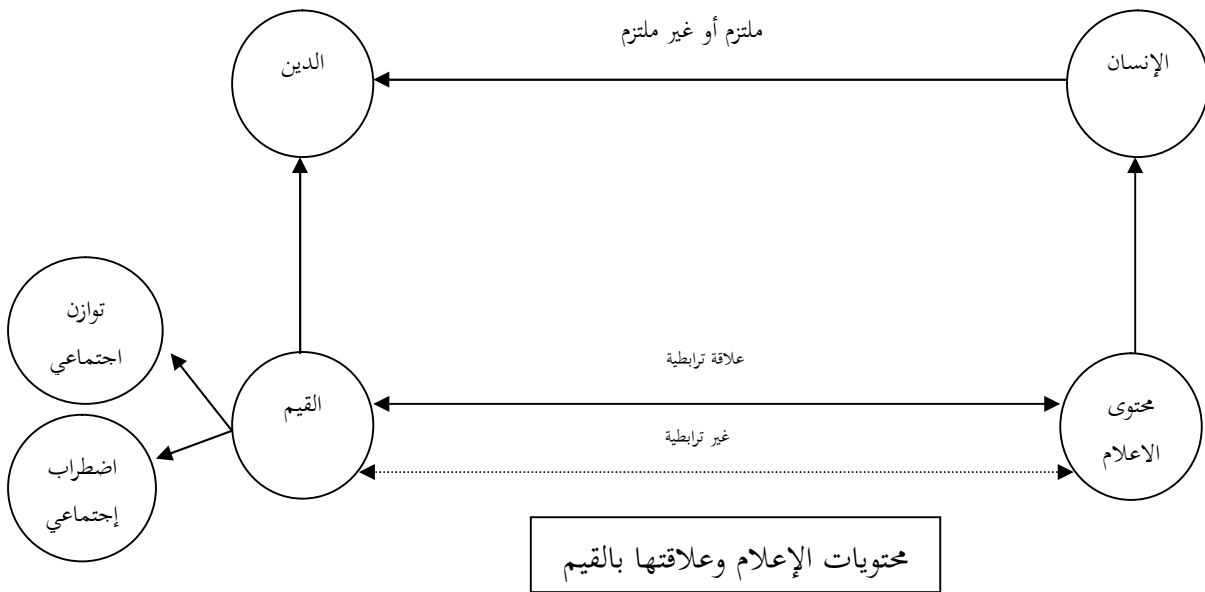 ملتزم أو غير ملتزم
الإنسان
الدين
توازن
اجتماعي
علاقة ترابطية
القيم
محتوى
الاعلام
غير ترابطية
اضطراب
إجتماعي
محتويات الإعلام وعلاقتها بالقيم